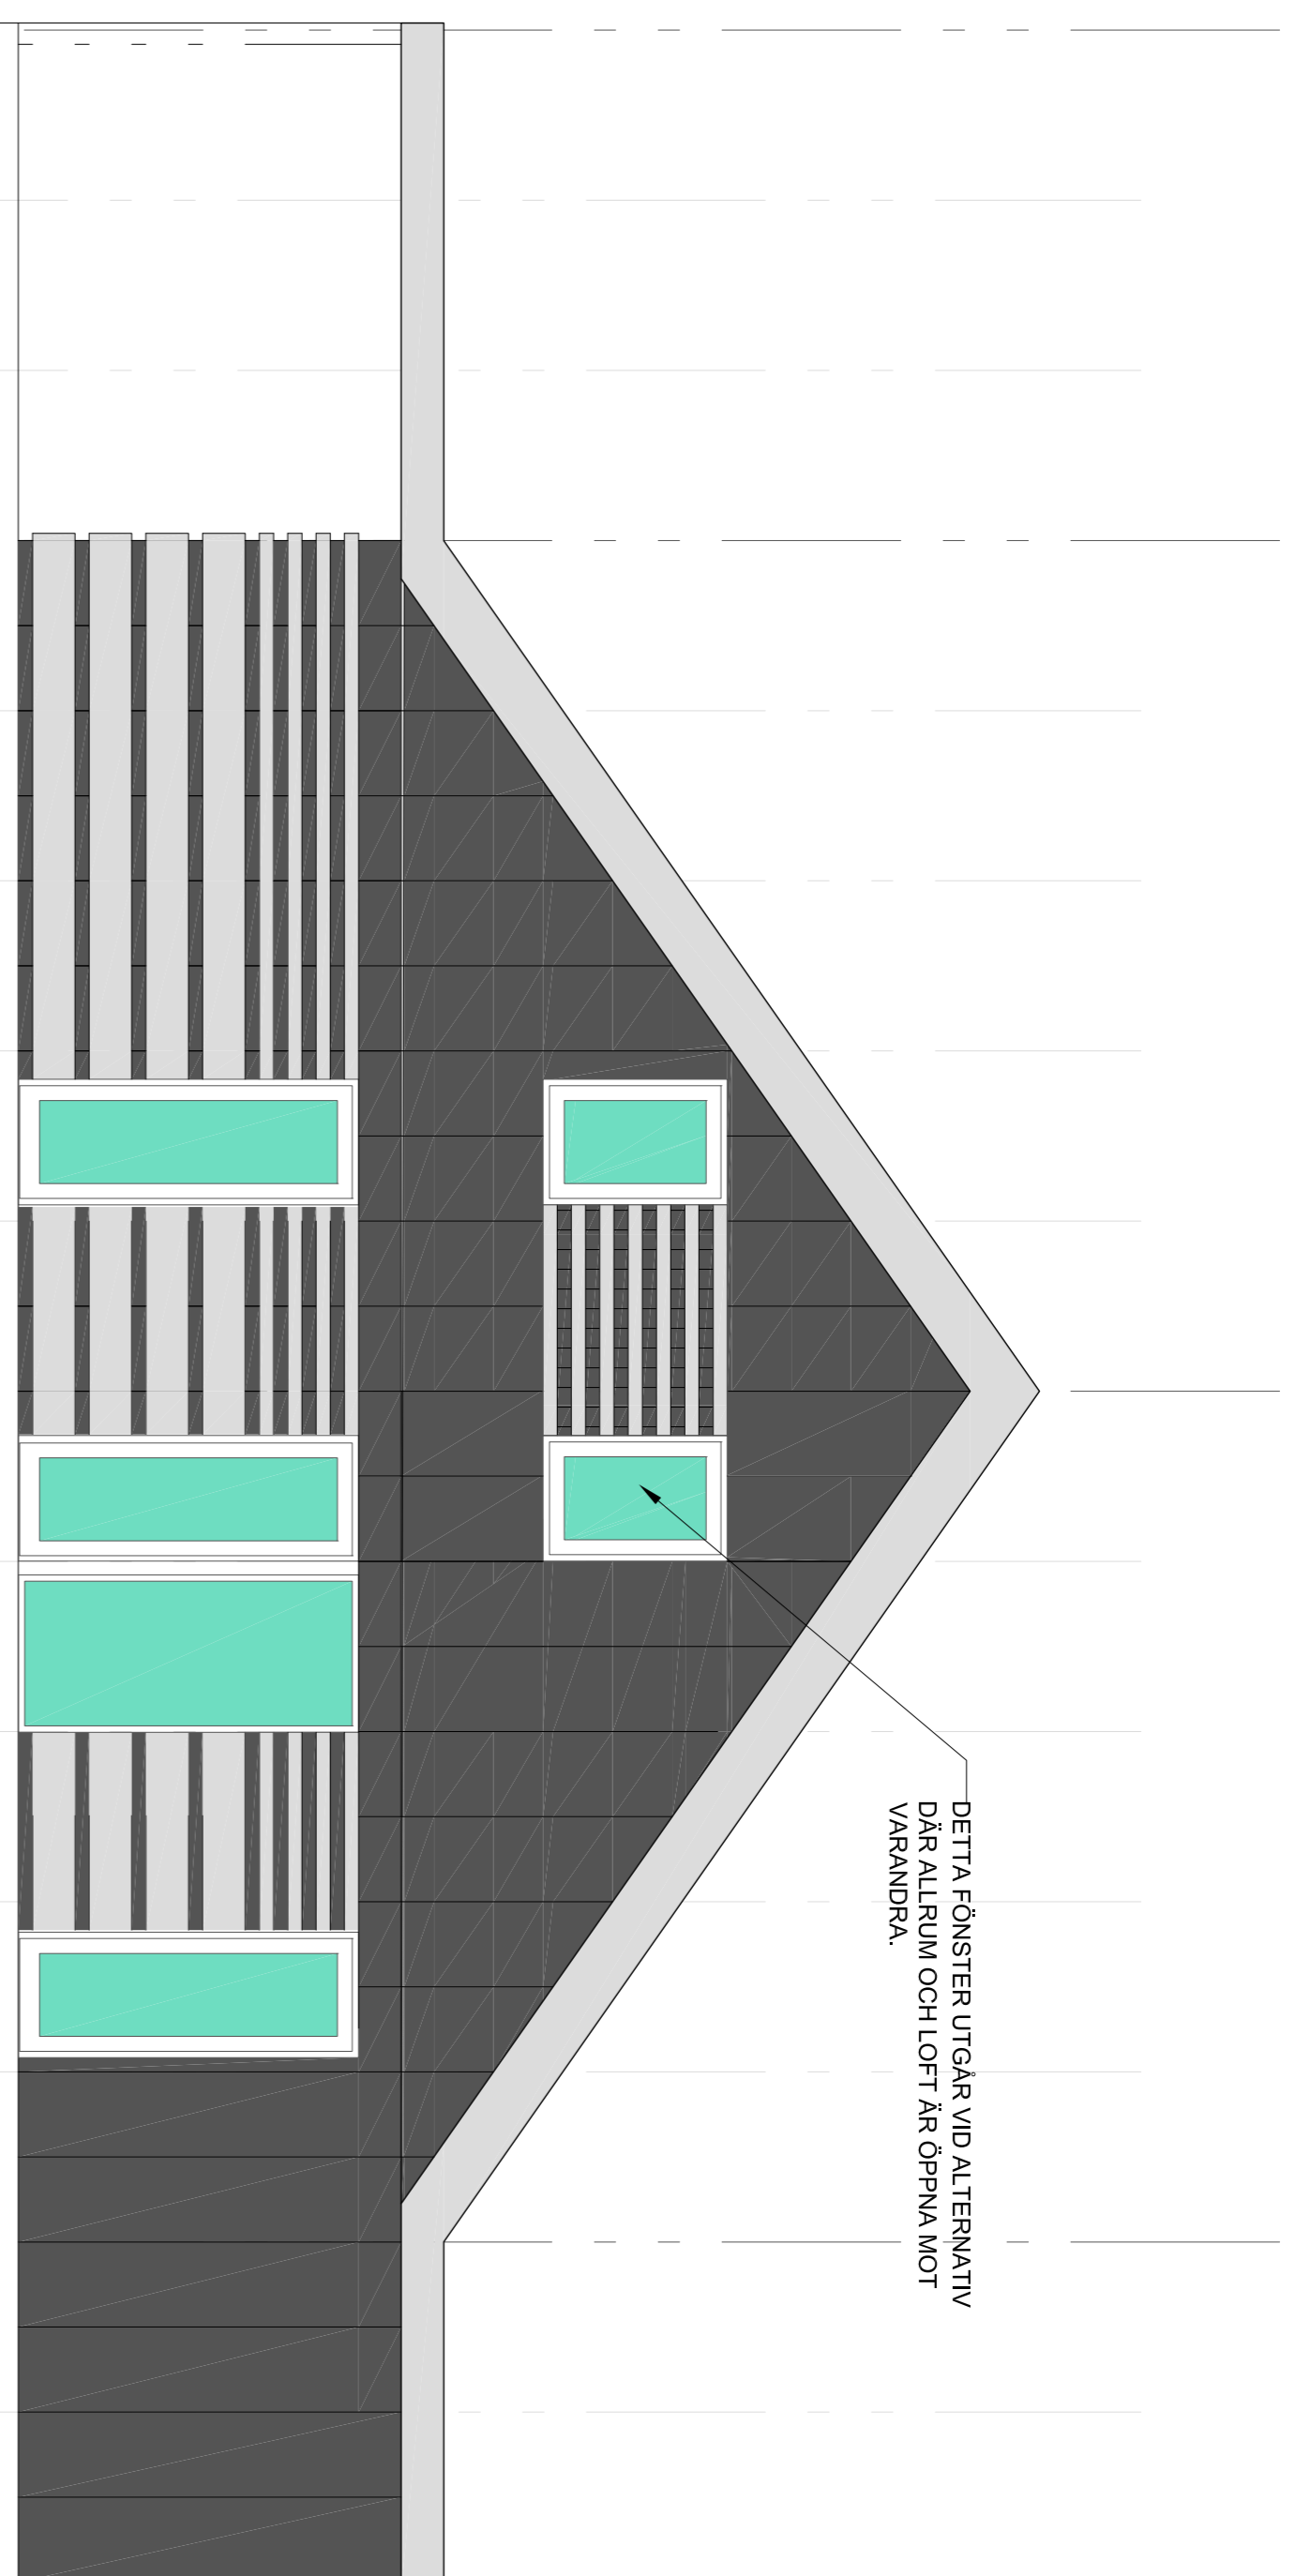 DETTA FÖNSTER UTGÅR VID ALTERNATIV
DÄR ALLRUM OCH LOFT ÄR ÖPPNA MOT
VARANDRA.